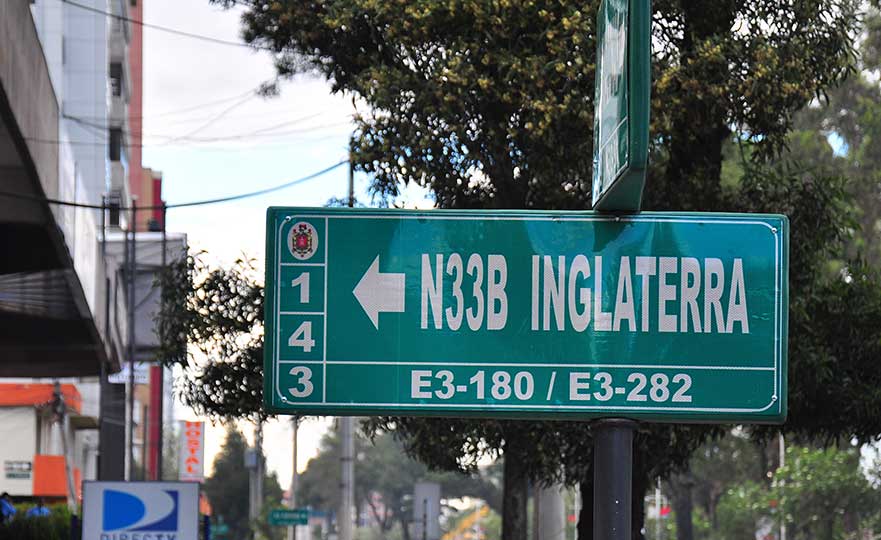 1
4
3
N33B INGLATERRA
E3-180 / E3-282
HOSTAL
DIRECTV